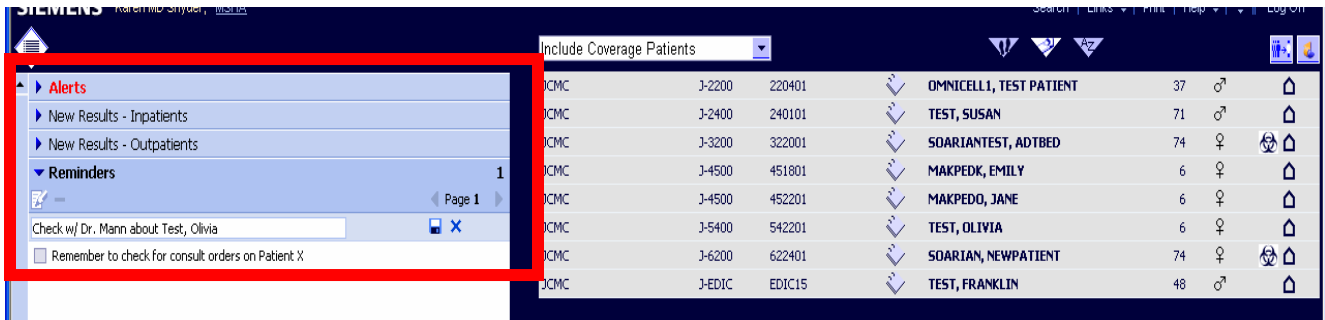 SIEMENS Karen MD Snyder, MSHA Search Links Print Help Log Off
Include Coverage Patients AZ
Alerts
New Results - Inpatients
New Results - Outpatients
Reminders 1
Page 1
Check w/ Dr. Mann about Test, Olivia
Remember to check for consult orders on Patient X
JCMC J-2200 220401 OMNICELL1, TEST PATIENT 37
JCMC J-2400 240101 TEST, SUSAN 71
JCMC J-3200 322001 SOARIANTEST, ADTBED 74
JCMC J-4500 451801 MAKPEDK, EMILY 6
JCMC J-4500 452201 MAKPEDO, JANE 6
JCMC J-5400 542201 TEST, OLIVIA 6
JCMC J-6200 622401 SOARIAN, NEWPATIENT 74
JCMC J-EDIC EDIC15 TEST, FRANKLIN 48